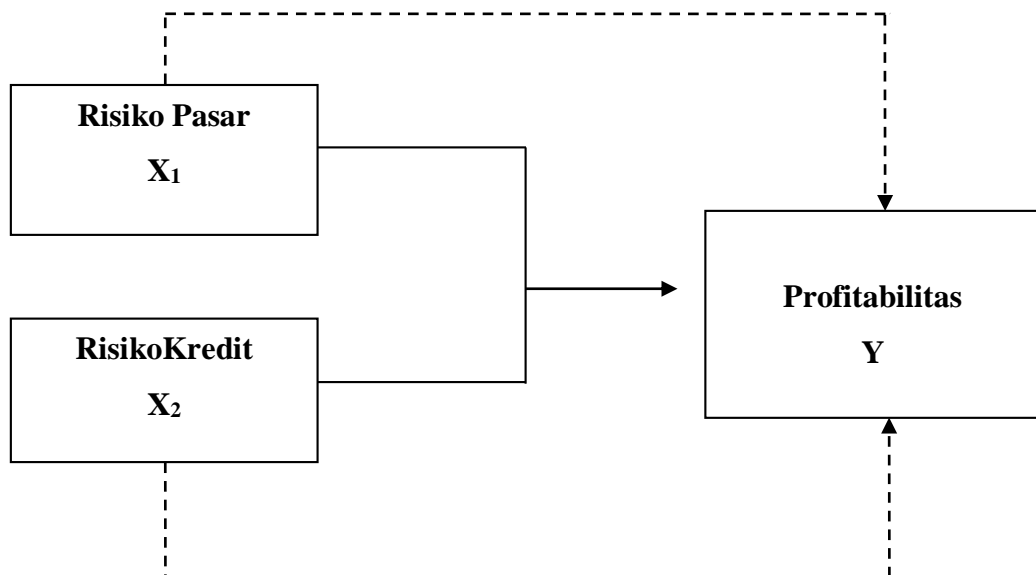 Risiko Pasar
X₁
RisikoKredit
X₂
Profitabilitas
Y